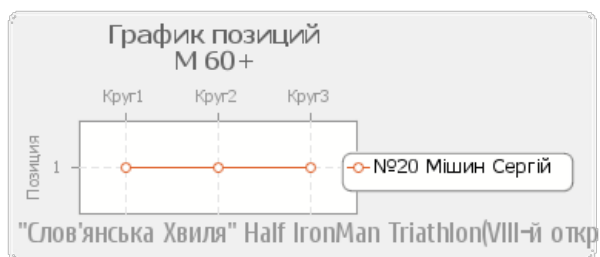 График позиций
M 60+
Круг1 Круг2 Круг3
Позиция
1
№20 Мішин Сергій
"Слов'янська Хвиля" Half IronMan Triathlon(VIII-й откр